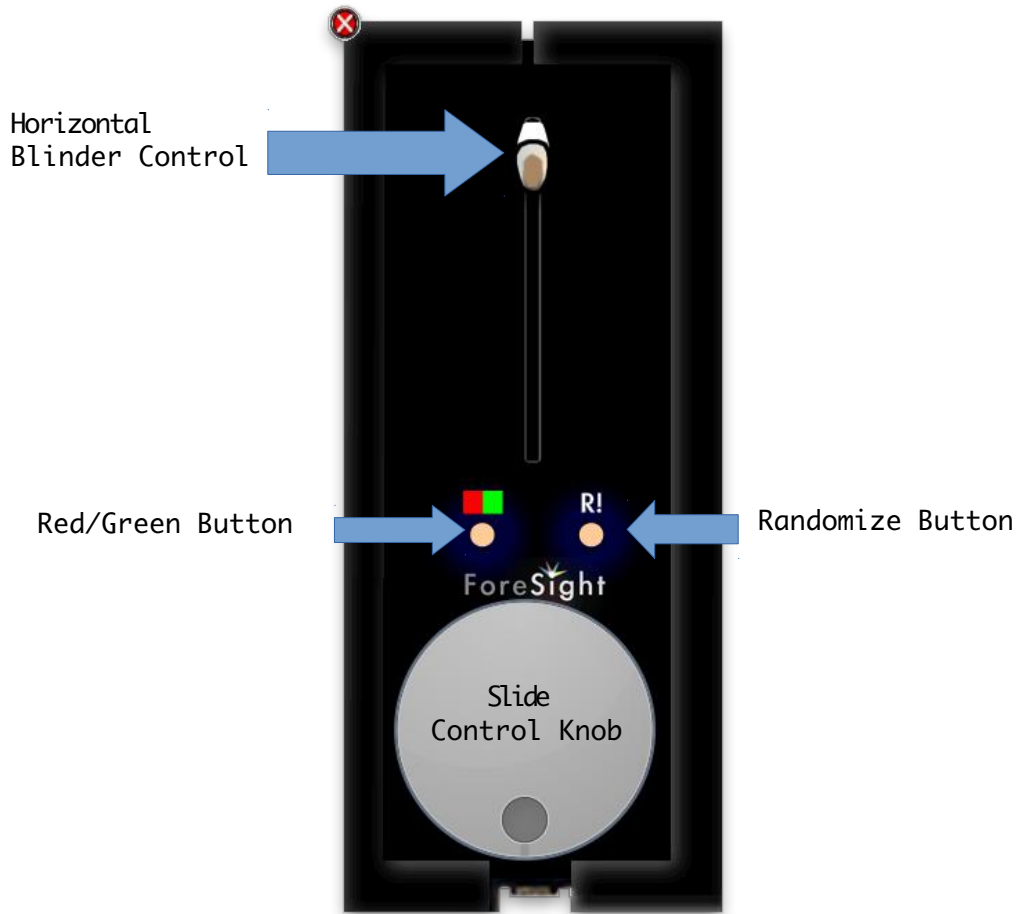 Horizontal
Blinder Control
R!
Red/Green Button
Randomize Button
ForeSight
Slide
Control Knob